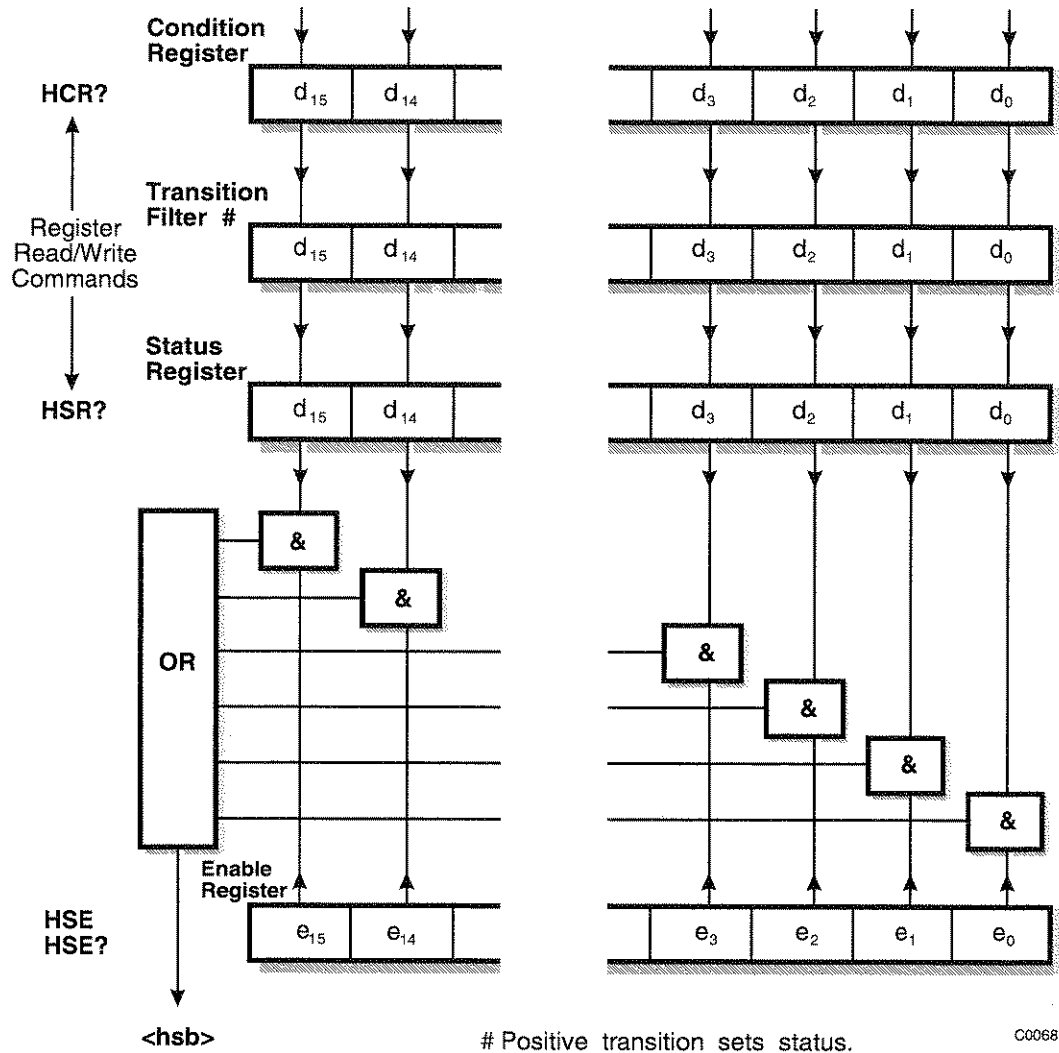 Condition
Register
HCR?
d15 d14 d3 d2 d1 d0
Transition
Filter #
Register
Read/Write
Commands
d15 d14 d3 d2 d1 d0
Status
Register
HSR?
d15 d14 d3 d2 d1 d0
&
&
OR
&
&
&
&
Enable
Register
HSE
HSE?
e15 e14 e3 e2 e1 e0
<hsb>
# Positive transition sets status.
C0068